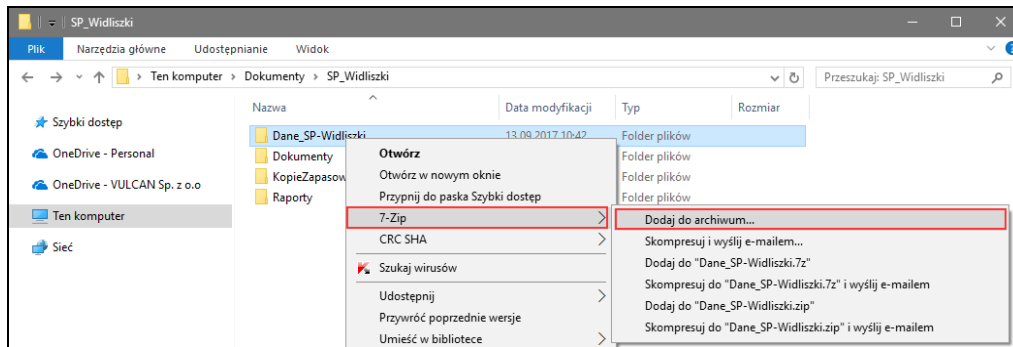 SP_Widliszki
Plik Narzędzia główne Udostępnianie Widok
Ten komputer > Dokumenty > SP_Widliszki Przeszukaj: SP_Widliszki
Nazwa Data modyfikacji Typ Rozmiar
Szybki dostęp
OneDrive - Personal
OneDrive - VULCAN Sp. z o.o
Ten komputer
Sieć
Dane_SP-Widliszki 13.09.2017 10:42 Folder plików
Dokumenty Folder plików
KopieZapasow Folder plików
Raporty Folder plików
Otwórz
Otwórz w nowym oknie
Przypnij do paska Szybki dostęp
7-Zip
CRC SHA
Szukaj wirusów
Udostępnij
Przywróć poprzednie wersje
Umieść w bibliotece
Dodaj do archiwum...
Skompresuj i wyślij e-mailem...
Dodaj do "Dane_SP-Widliszki.7z"
Skompresuj do "Dane_SP-Widliszki.7z" i wyślij e-mailem
Dodaj do "Dane_SP-Widliszki.zip"
Skompresuj do "Dane_SP-Widliszki.zip" i wyślij e-mailem